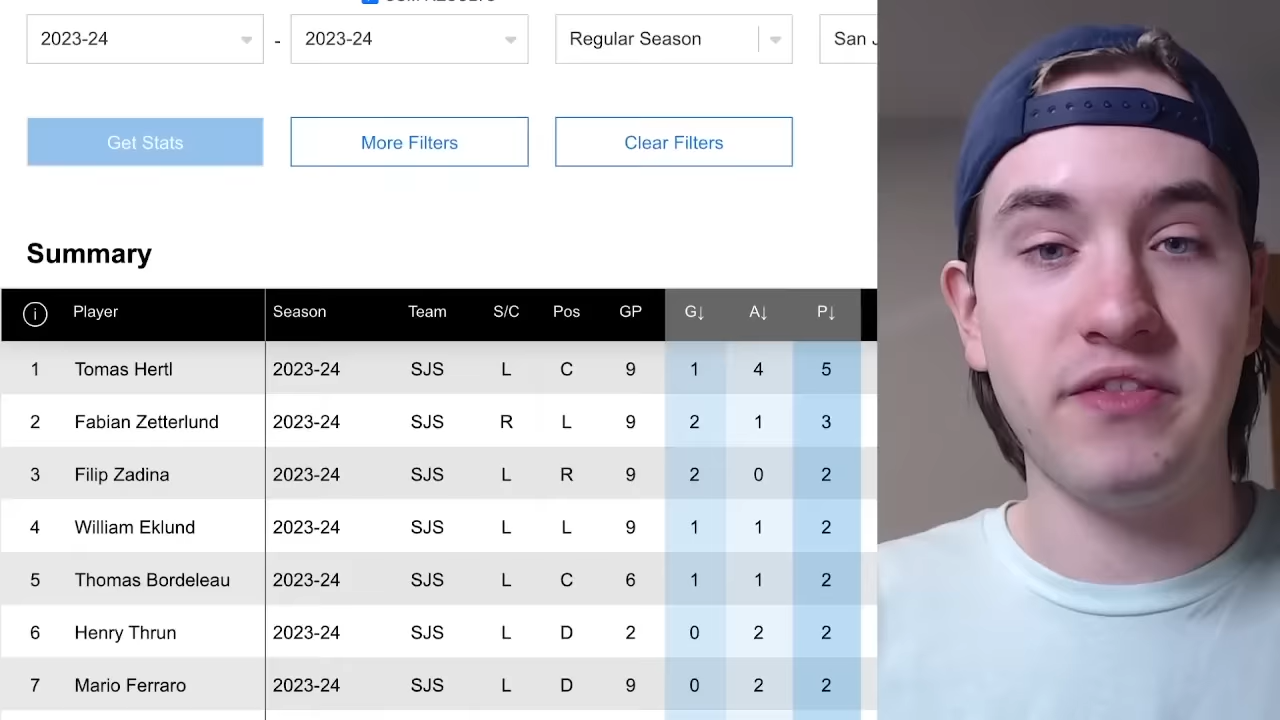 2023-24 - 2023-24 Regular Season San
Get Stats More Filters Clear Filters
Summary
i Player Season Team S/C Pos GP G↓ A↓ P↓
1 Tomas Hertl 2023-24 SJS L C 9 1 4 5
2 Fabian Zetterlund 2023-24 SJS R L 9 2 1 3
3 Filip Zadina 2023-24 SJS L R 9 2 0 2
4 William Eklund 2023-24 SJS L L 9 1 1 2
5 Thomas Bordeleau 2023-24 SJS L C 6 1 1 2
6 Henry Thrun 2023-24 SJS L D 2 0 2 2
7 Mario Ferraro 2023-24 SJS L D 9 0 2 2